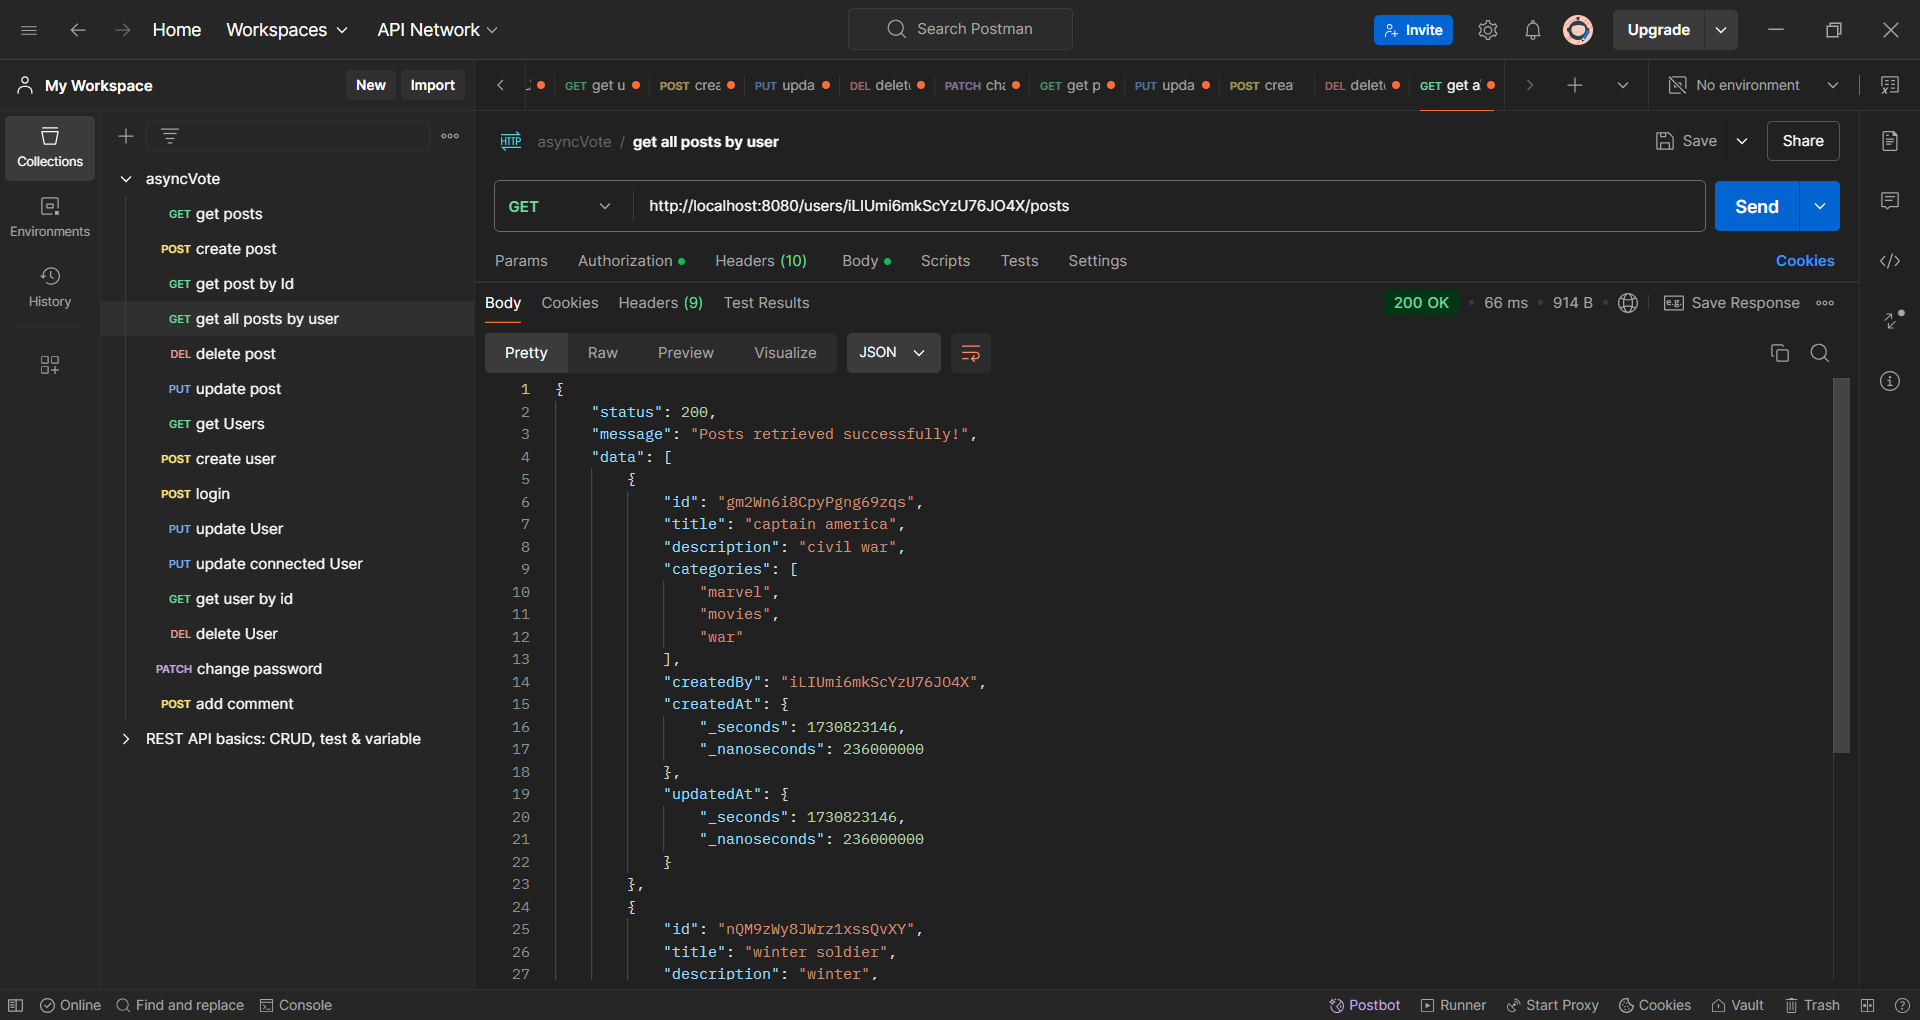 Home
Workspaces
API Network
Search Postman
Invite
Upgrade
My Workspace
New
Import
GET get u
POST crea
PUT upda
DEL delet
PATCH cha
GET get p
PUT upda
POST crea
DEL delet
GET get a
No environment
Collections
Environments
History
asyncVote
GET get posts
POST create post
GET get post by Id
GET get all posts by user
DEL delete post
PUT update post
GET get Users
POST create user
POST login
PUT update User
PUT update connected User
GET get user by id
DEL delete User
PATCH change password
POST add comment
REST API basics: CRUD, test & variable
HTTP asyncVote / get all posts by user
Save
Share
GET
http://localhost:8080/users/iLIUmi6mkScYzU76JO4X/posts
Send
Params
Authorization
Headers (10)
Body
Scripts
Tests
Settings
Cookies
Body
Cookies
Headers (9)
Test Results
200 OK
66 ms
914 B
e.g. Save Response
Pretty
Raw
Preview
Visualize
JSON
1 {
2 "status": 200,
3 "message": "Posts retrieved successfully!",
4 "data": [
5 {
6 "id": "gm2Wn6i8CpyPgng69zqs",
7 "title": "captain america",
8 "description": "civil war",
9 "categories": [
10 "marvel",
11 "movies",
12 "war"
13 ],
14 "createdBy": "iLIUmi6mkScYzU76JO4X",
15 "createdAt": {
16 "_seconds": 1730823146,
17 "_nanoseconds": 236000000
18 },
19 "updatedAt": {
20 "_seconds": 1730823146,
21 "_nanoseconds": 236000000
22 }
23 },
24 {
25 "id": "nQM9zWy8JWrz1xssQvXY",
26 "title": "winter soldier",
27 "description": "winter",
Online
Find and replace
Console
Postbot
Runner
Start Proxy
Cookies
Vault
Trash